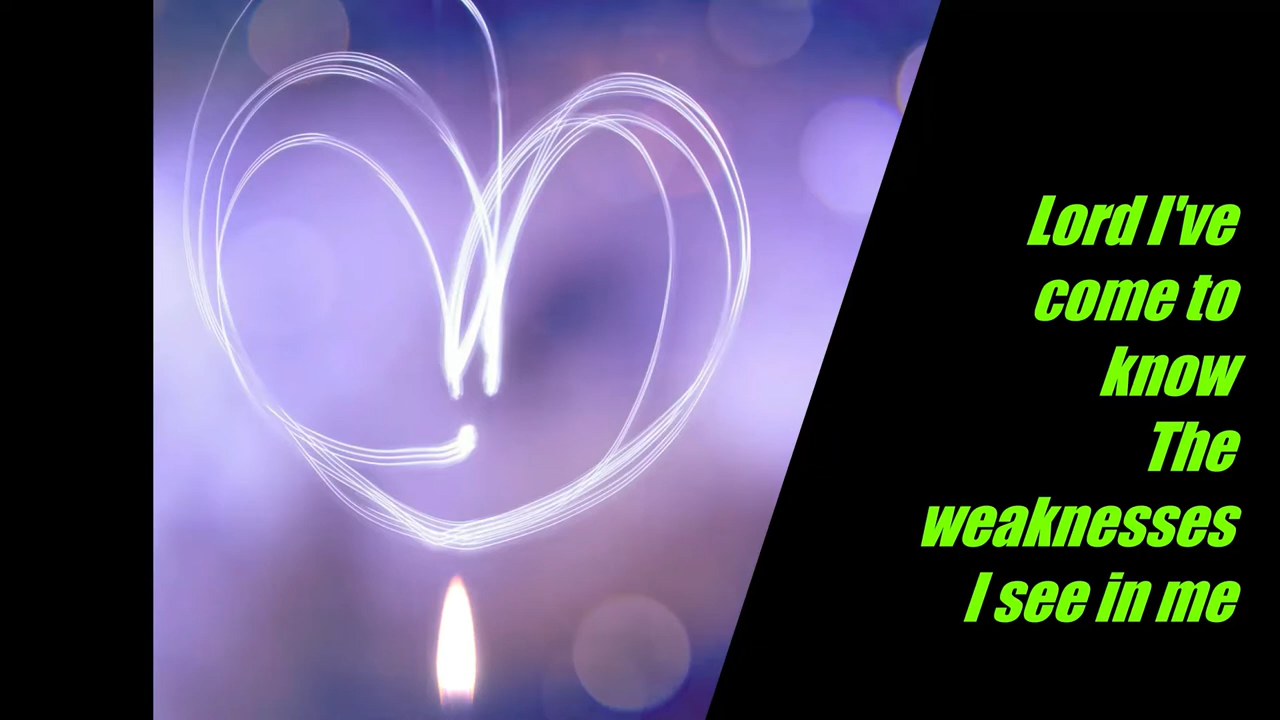 Lord I've
come to
know
The
weaknesses
I see in me